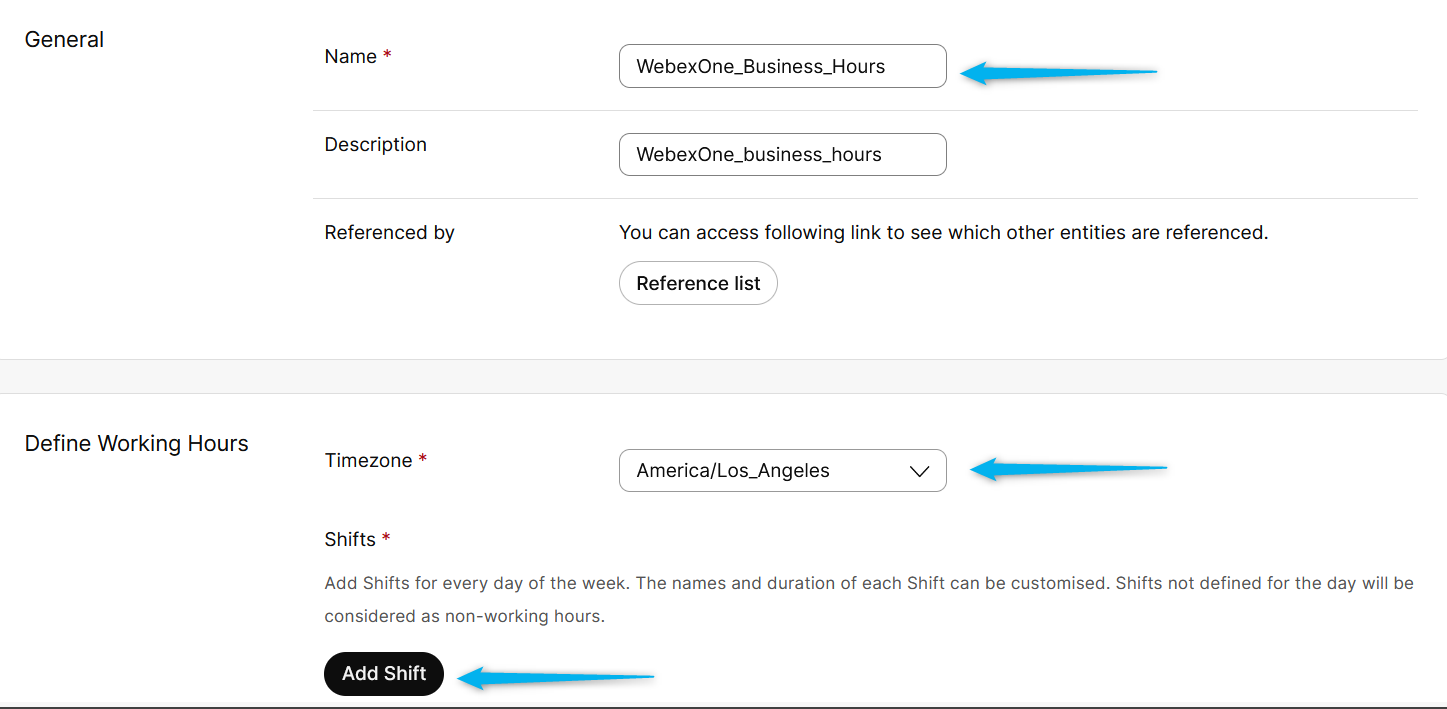 General
Name *
WebexOne_Business_Hours
Description
WebexOne_business_hours
Referenced by
You can access following link to see which other entities are referenced.
Reference list
Define Working Hours
Timezone *
America/Los_Angeles
Shifts *
Add Shifts for every day of the week. The names and duration of each Shift can be customised. Shifts not defined for the day will be
considered as non-working hours.
Add Shift